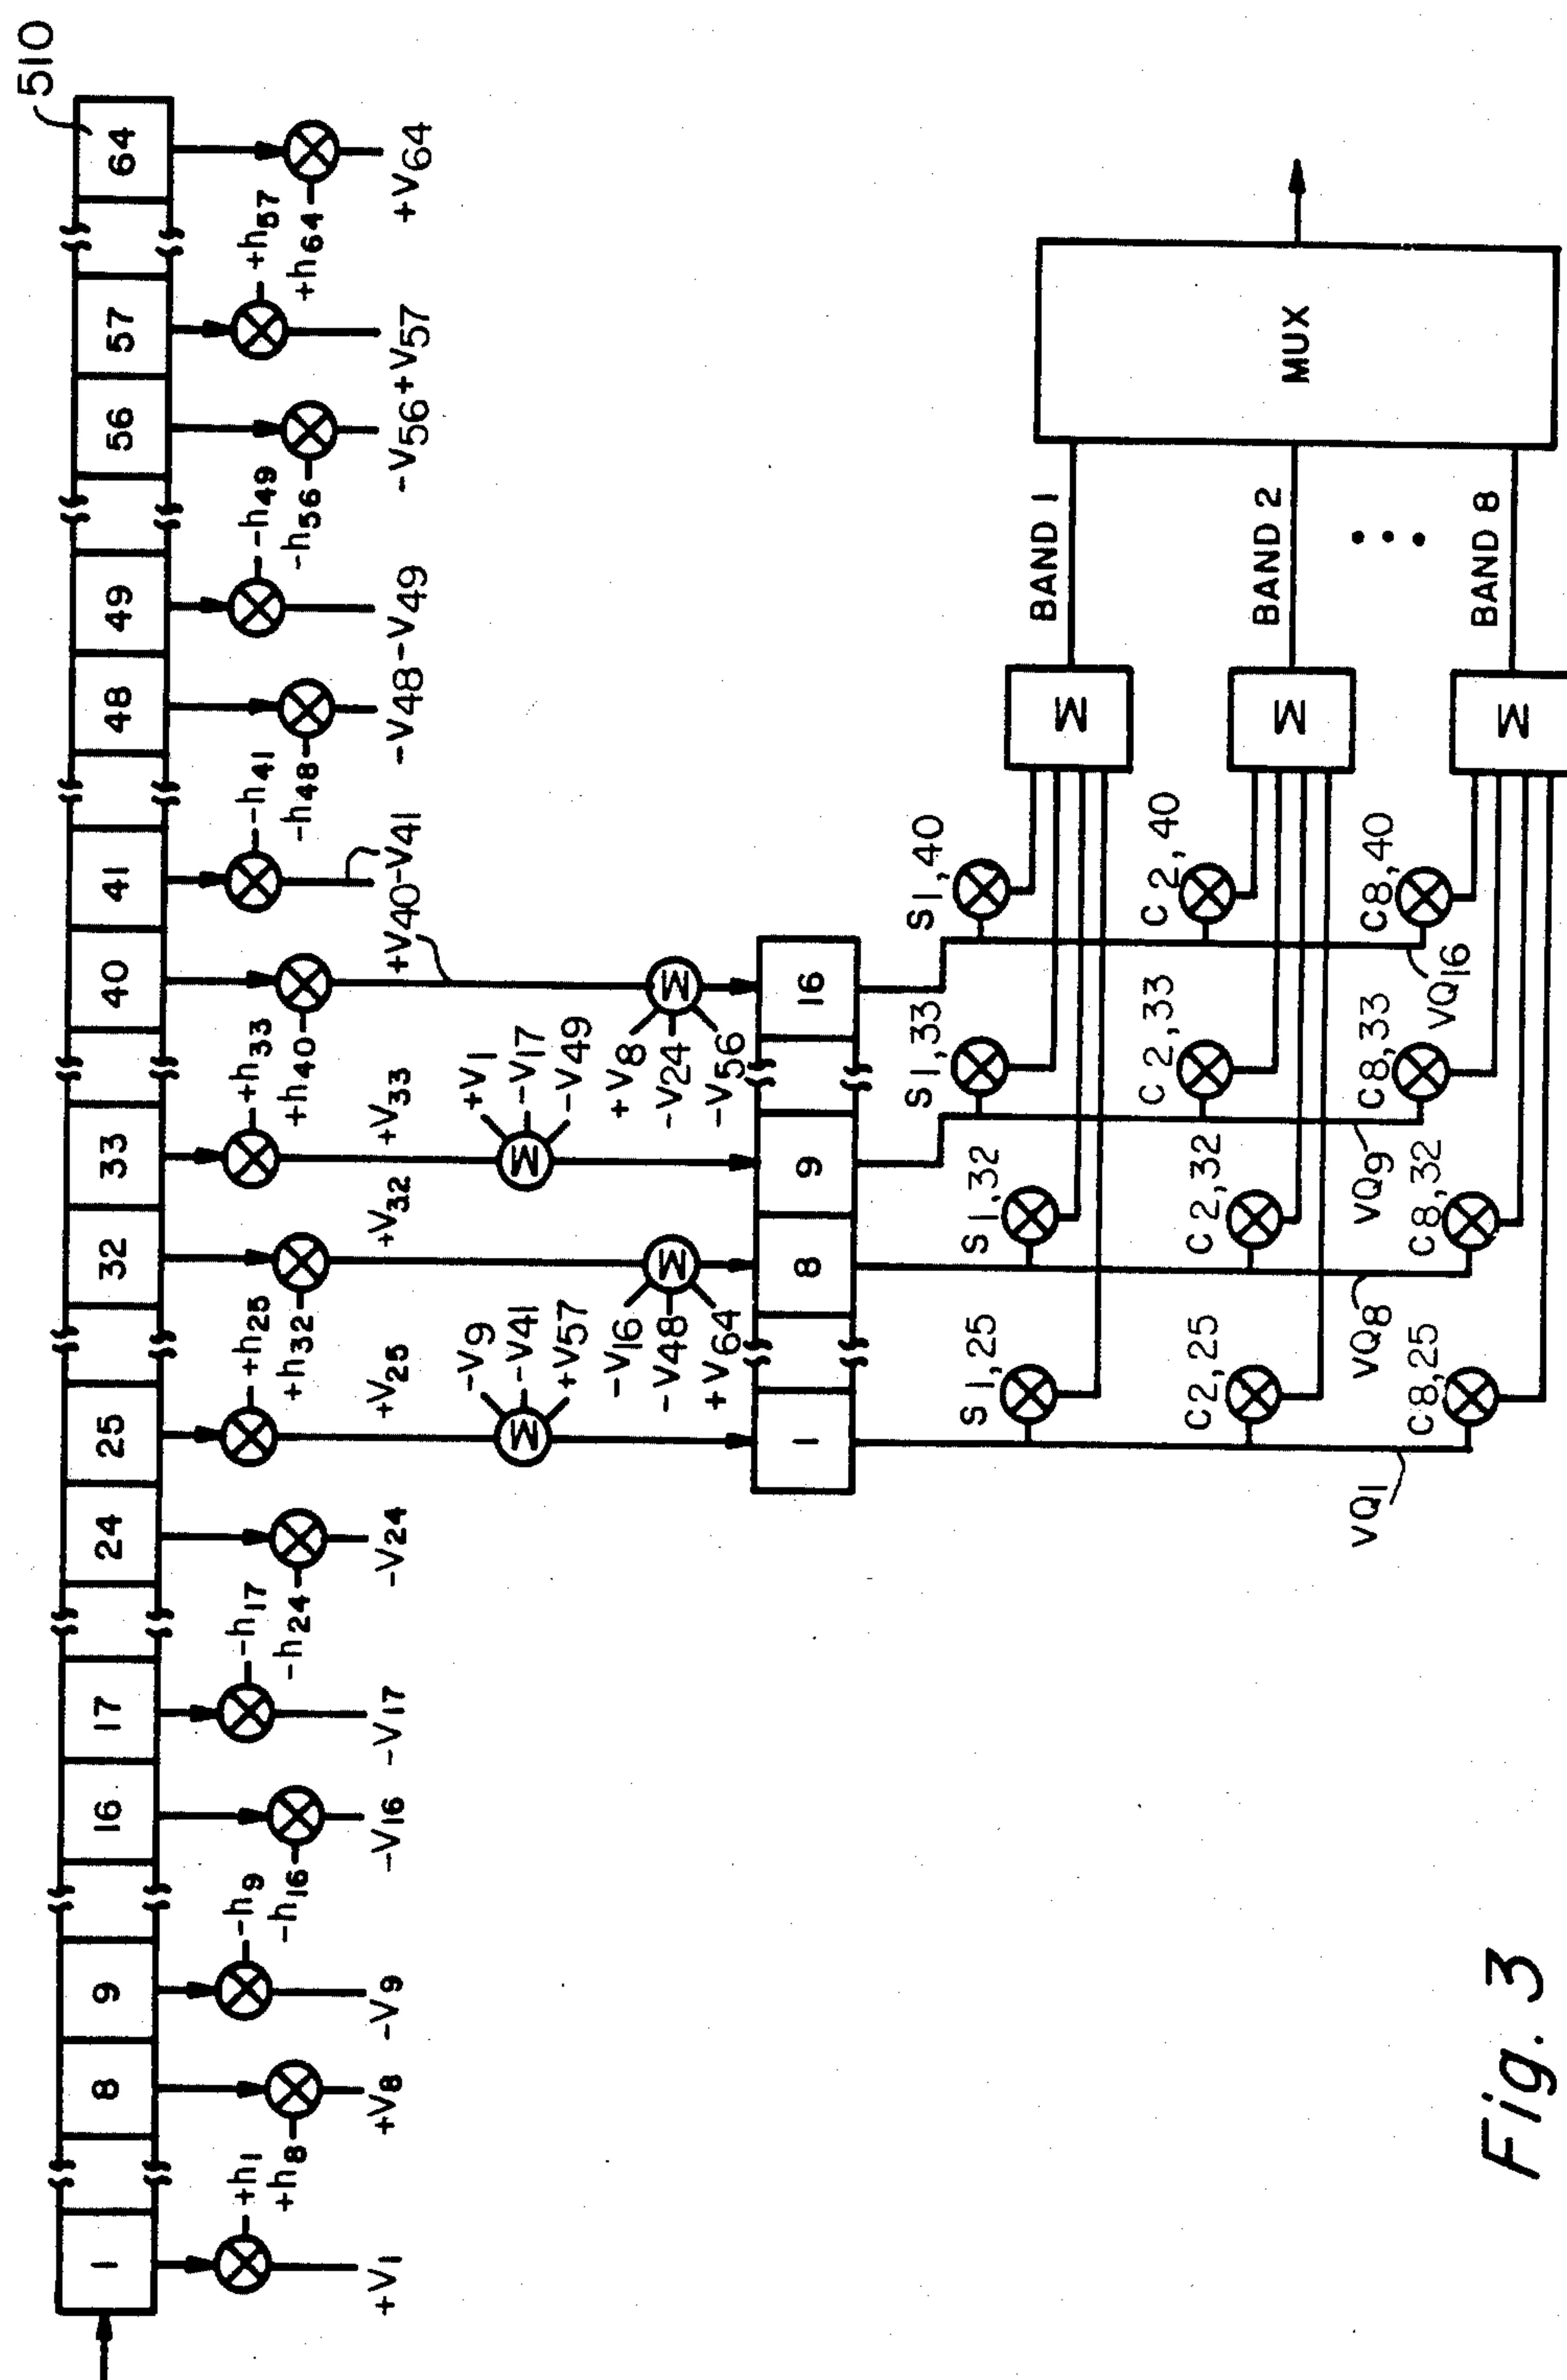 510
1 8 9 16 17 24 25 32 33 40 41 48 49 56 57 64
+h1 -h9 -h17 +h25 +h33 -h41 -h49 +h57
+h8 -h16 -h24 +h32 +h40 -h48 -h56 +h64
+V1 +V8 -V9 -V16 -V17 -V24 +V25 +V32 +V33 +V40 -V41 -V48 -V49 -V56 +V57 +V64
-V9 +V1
-V41 -V17
+V57 -V49
Σ Σ
-V16 +V8
-V48 -V24
+V64 -V56
Σ Σ
1 8 9 16
S1,25 S1,32 S1,33 S1,40
Σ BAND 1
C2,25 C2,32 C2,33 C2,40
Σ BAND 2
MUX
C8,25 C8,32 C8,33 C8,40
Σ BAND 8
VQ1 VQ8 VQ9 VQ16
Fig. 3